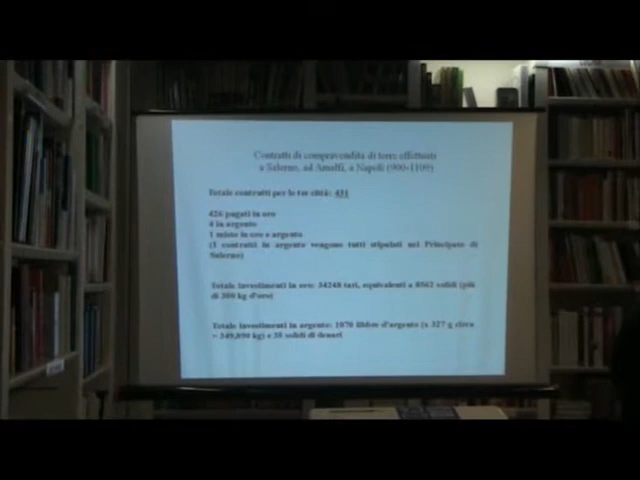 Contratti di compravendita di terre effettuati
a Salerno, ad Amalfi, a Napoli (900-1100)
Totale contratti per le tre città: 431
426 pagati in oro
4 in argento
1 misto in oro e argento
(I contratti in argento vengono tutti stipulati nel Principato di
Salerno)
Totale investimenti in oro: 34248 tarì, equivalenti a 8562 solidi (più
di 300 kg d'oro)
Totale investimenti in argento: 1070 libbre d'argento (x 327 g circa
= 349,890 kg) e 38 solidi di denari